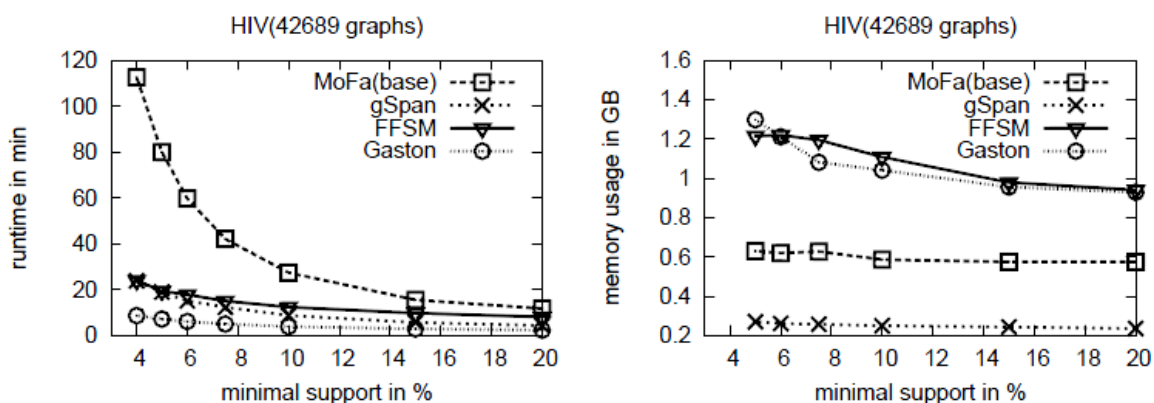 HIV(42689 graphs)
120
100
80
60
40
20
0
runtime in min
MoFa(base)
gSpan
FFSM
Gaston
4 6 8 10 12 14 16 18 20
minimal support in %
HIV(42689 graphs)
1.6
1.4
1.2
1
0.8
0.6
0.4
0.2
memory usage in GB
MoFa(base)
gSpan
FFSM
Gaston
4 6 8 10 12 14 16 18 20
minimal support in %